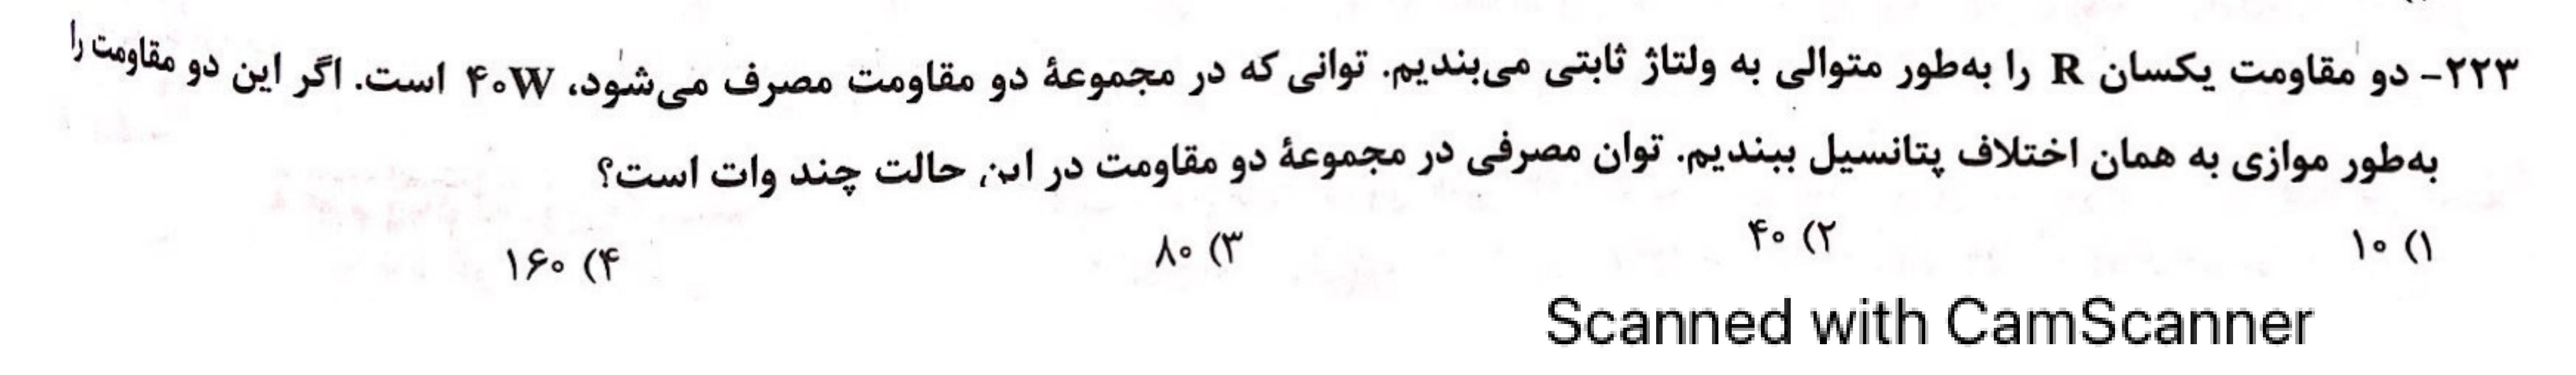 ۲۲۳- دو مقاومت یکسان R را به‌طور متوالی به ولتاژ ثابتی می‌بندیم. توانی که در مجموعهٔ دو مقاومت مصرف می‌شود، ۴۰W است. اگر این دو مقاومت را
به‌طور موازی به همان اختلاف پتانسیل ببندیم. توان مصرفی در مجموعهٔ دو مقاومت در این حالت چند وات است؟
۱) ۱۰ ۲) ۴۰ ۳) ۸۰ ۴) ۱۶۰
Scanned with CamScanner